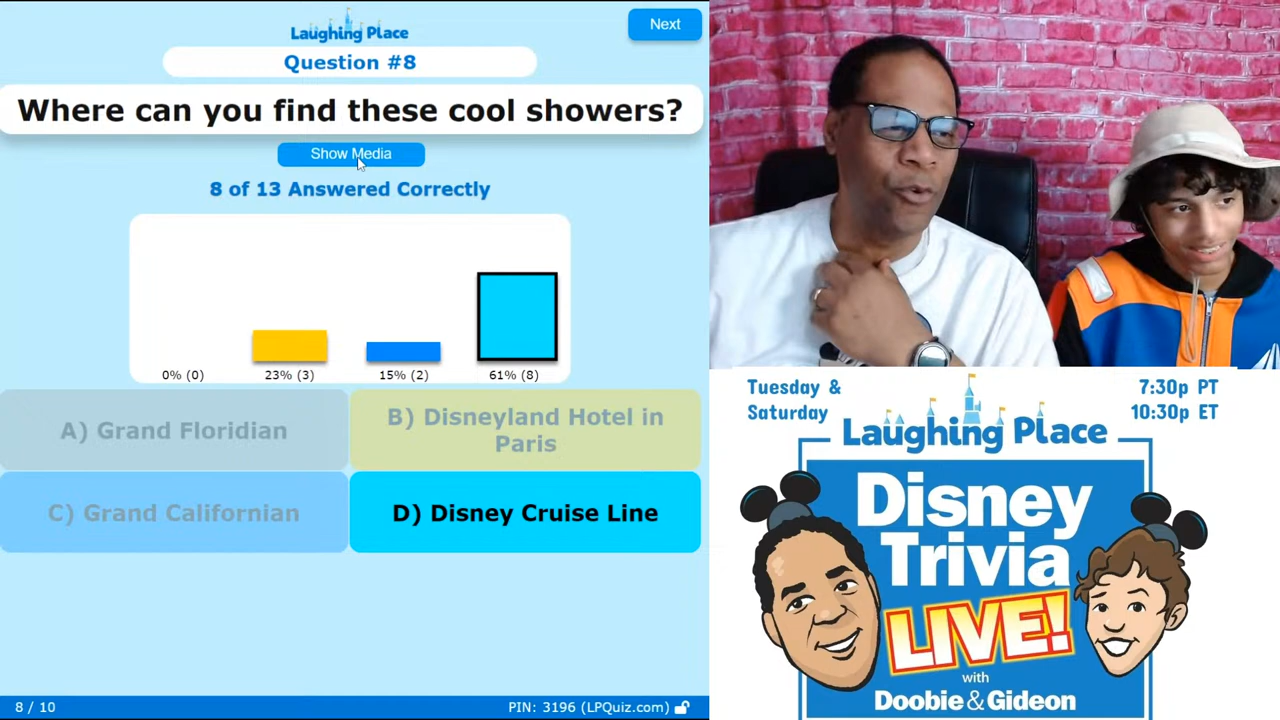 Laughing Place
Next
Question #8
Where can you find these cool showers?
Show Media
8 of 13 Answered Correctly
0% (0)
23% (3)
15% (2)
61% (8)
A) Grand Floridian
B) Disneyland Hotel in
Paris
C) Grand Californian
D) Disney Cruise Line
8 / 10
PIN: 3196 (LPQuiz.com)
Tuesday &
Saturday
7:30p PT
10:30p ET
Laughing Place
Disney
Trivia
LIVE!
with
Doobie & Gideon